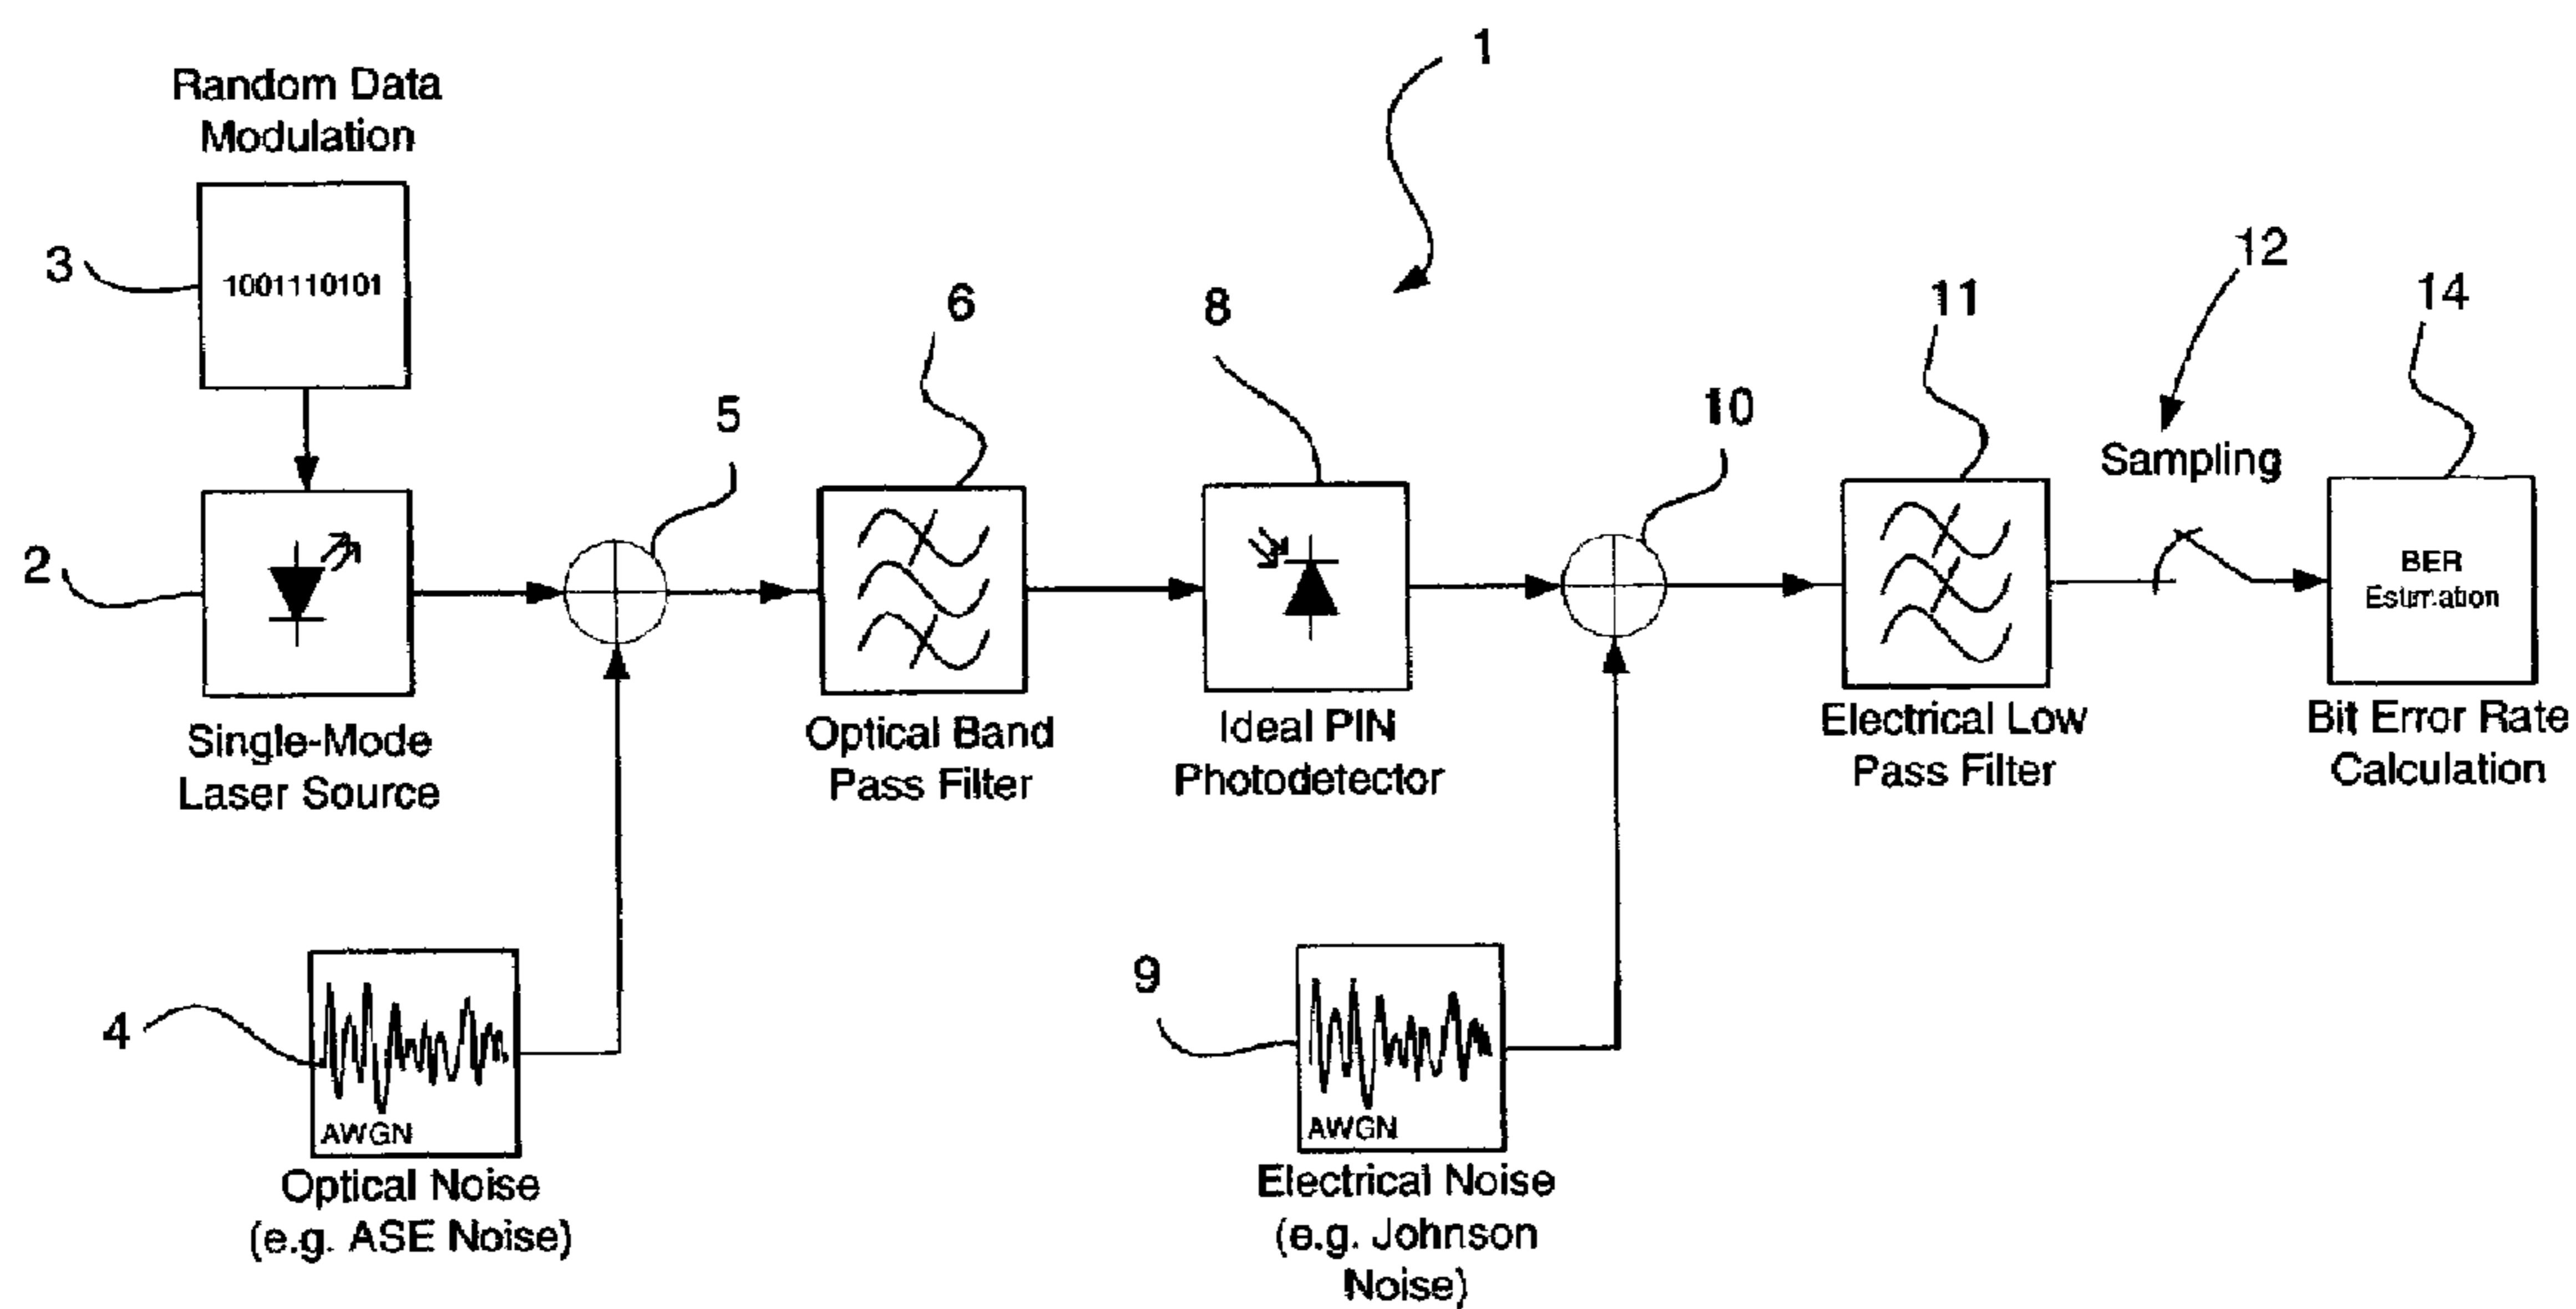 1
Random Data
Modulation
3
1001110101
12
6
8
11
14
5
10
Sampling
2
BER
Estimation
Single-Mode
Laser Source
Optical Band
Pass Filter
Ideal PIN
Photodetector
Electrical Low
Pass Filter
Bit Error Rate
Calculation
4
AWGN
Optical Noise
(e.g. ASE Noise)
9
AWGN
Electrical Noise
(e.g. Johnson
Noise)